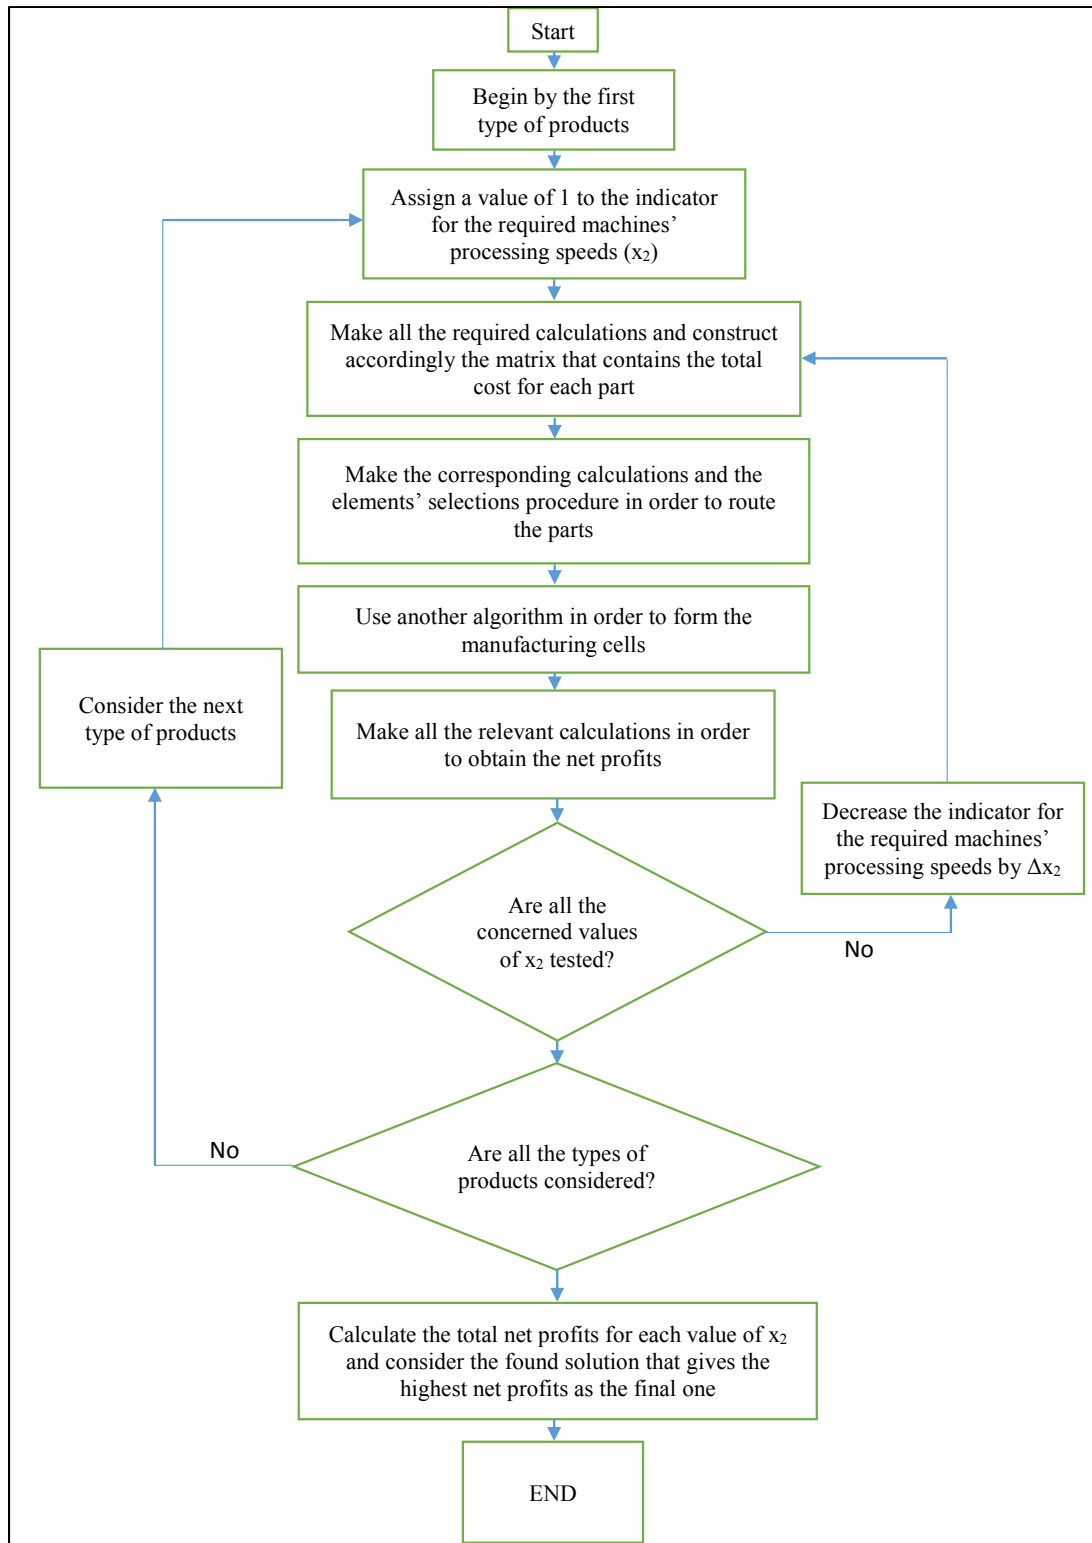 Start
Begin by the first
type of products
Assign a value of 1 to the indicator
for the required machines’
processing speeds (x₂)
Make all the required calculations and construct
accordingly the matrix that contains the total
cost for each part
Make the corresponding calculations and the
elements’ selections procedure in order to route
the parts
Use another algorithm in order to form the
manufacturing cells
Consider the next
type of products
Make all the relevant calculations in order
to obtain the net profits
Decrease the indicator for
the required machines’
processing speeds by Δx₂
Are all the
concerned values
of x₂ tested?
No
Are all the types of
products considered?
No
Calculate the total net profits for each value of x₂
and consider the found solution that gives the
highest net profits as the final one
END